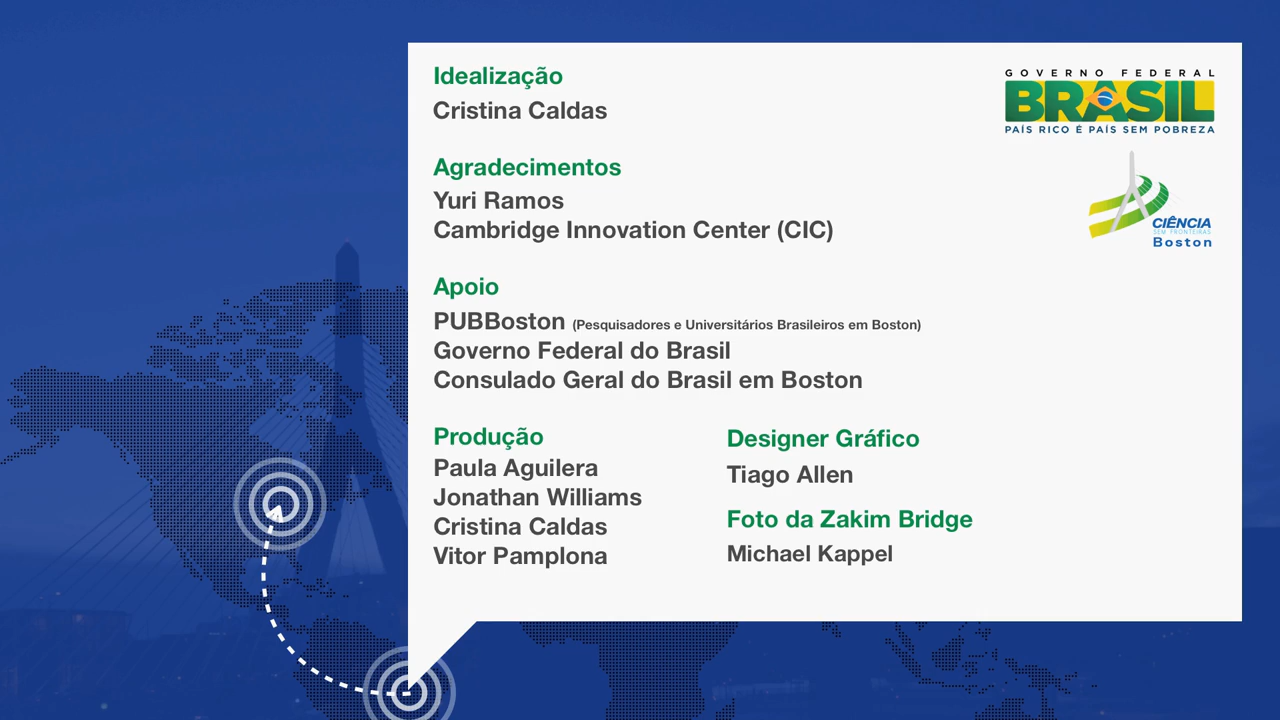 Idealização
Cristina Caldas
Agradecimentos
Yuri Ramos
Cambridge Innovation Center (CIC)
Apoio
PUBBoston (Pesquisadores e Universitários Brasileiros em Boston)
Governo Federal do Brasil
Consulado Geral do Brasil em Boston
Produção
Paula Aguilera
Jonathan Williams
Cristina Caldas
Vitor Pamplona
Designer Gráfico
Tiago Allen
Foto da Zakim Bridge
Michael Kappel
GOVERNO FEDERAL
BRASIL
PAÍS RICO É PAÍS SEM POBREZA
CIÊNCIA
SEM FRONTEIRAS
Boston